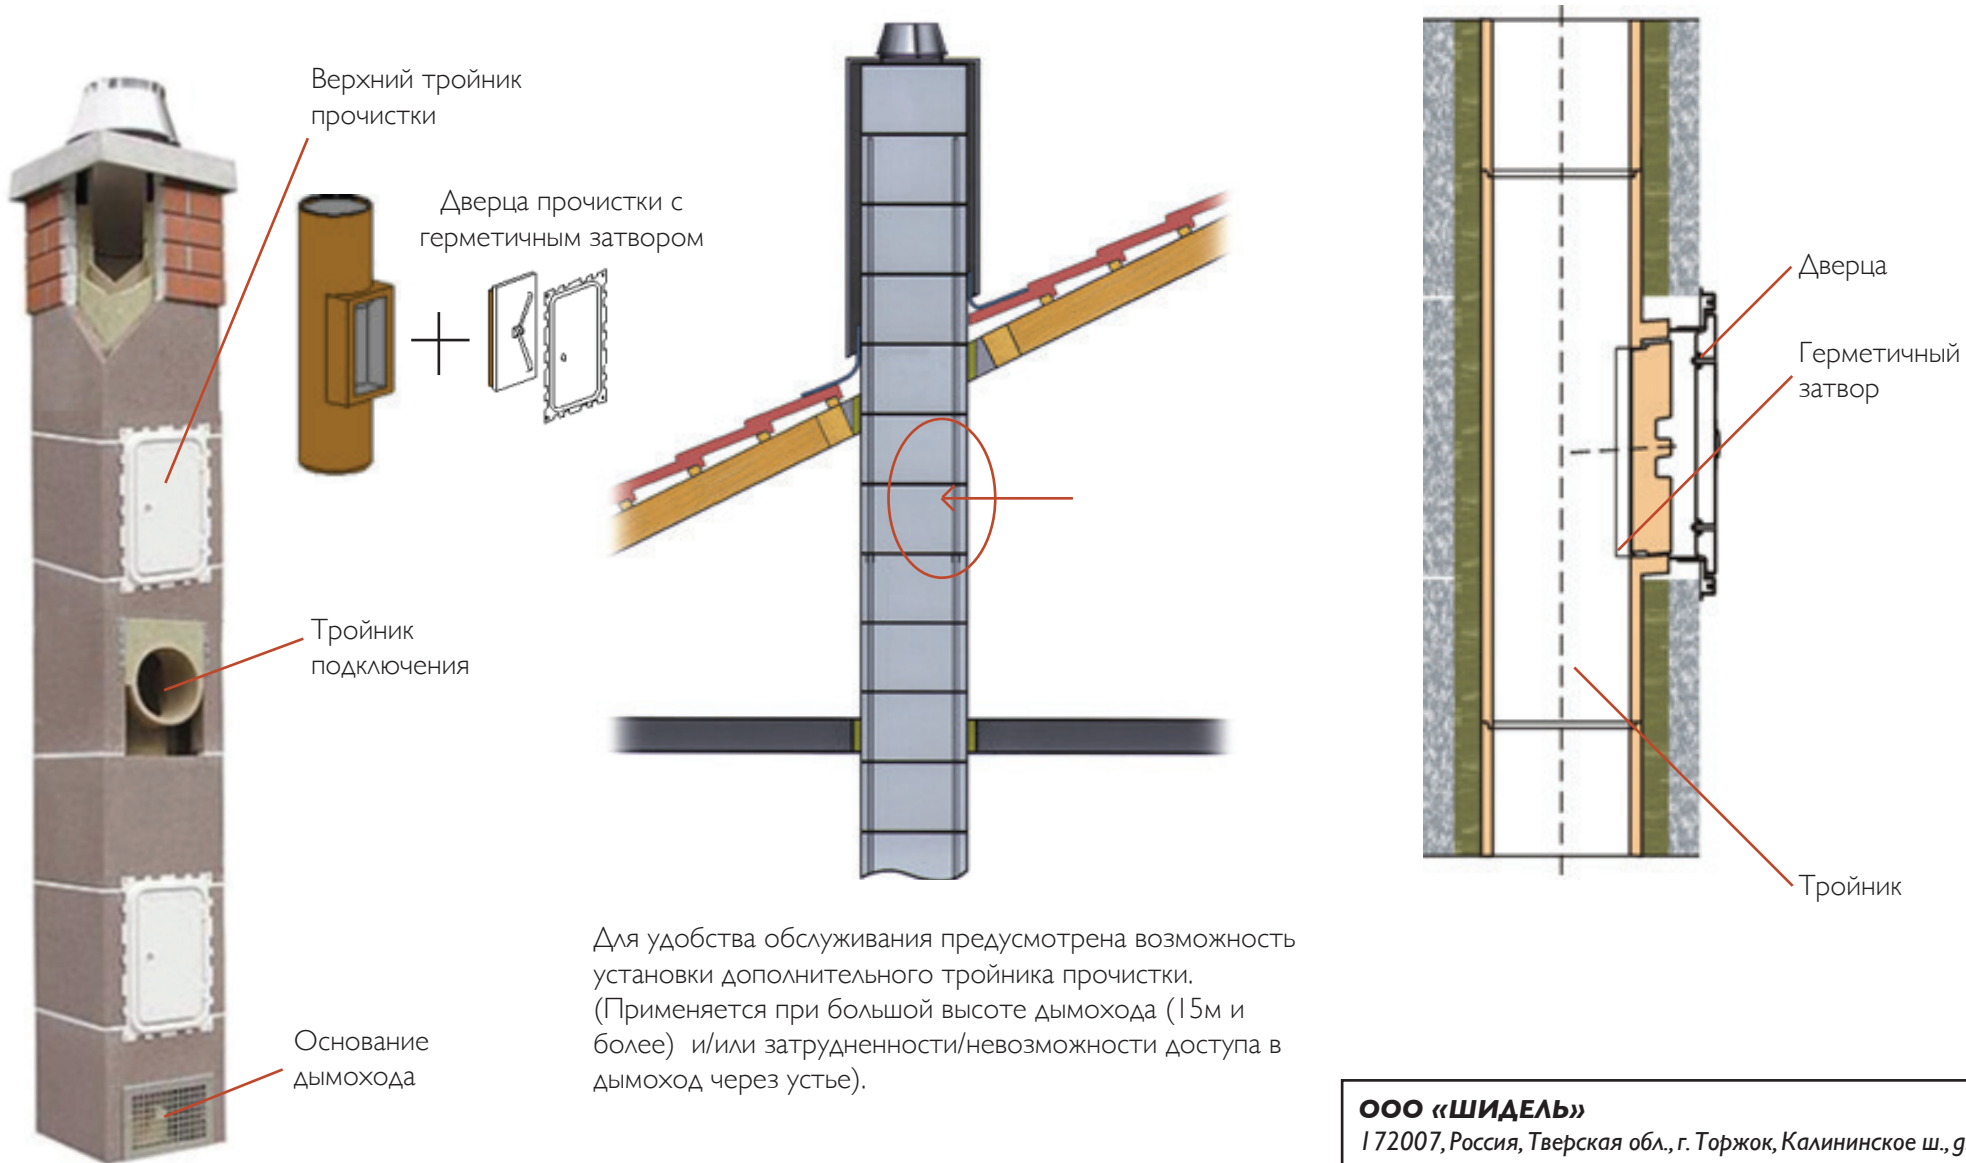 Верхний тройник
прочистки
Дверца прочистки с
герметичным затвором
Тройник
подключения
Основание
дымохода
Для удобства обслуживания предусмотрена возможность
установки дополнительного тройника прочистки.
(Применяется при большой высоте дымохода (15м и
более) и/или затрудненности/невозможности доступа в
дымоход через устье).
Дверца
Герметичный
затвор
Тройник
ООО «ШИДЕЛЬ»
172007, Россия, Тверская обл., г. Торжок, Калининское ш., д